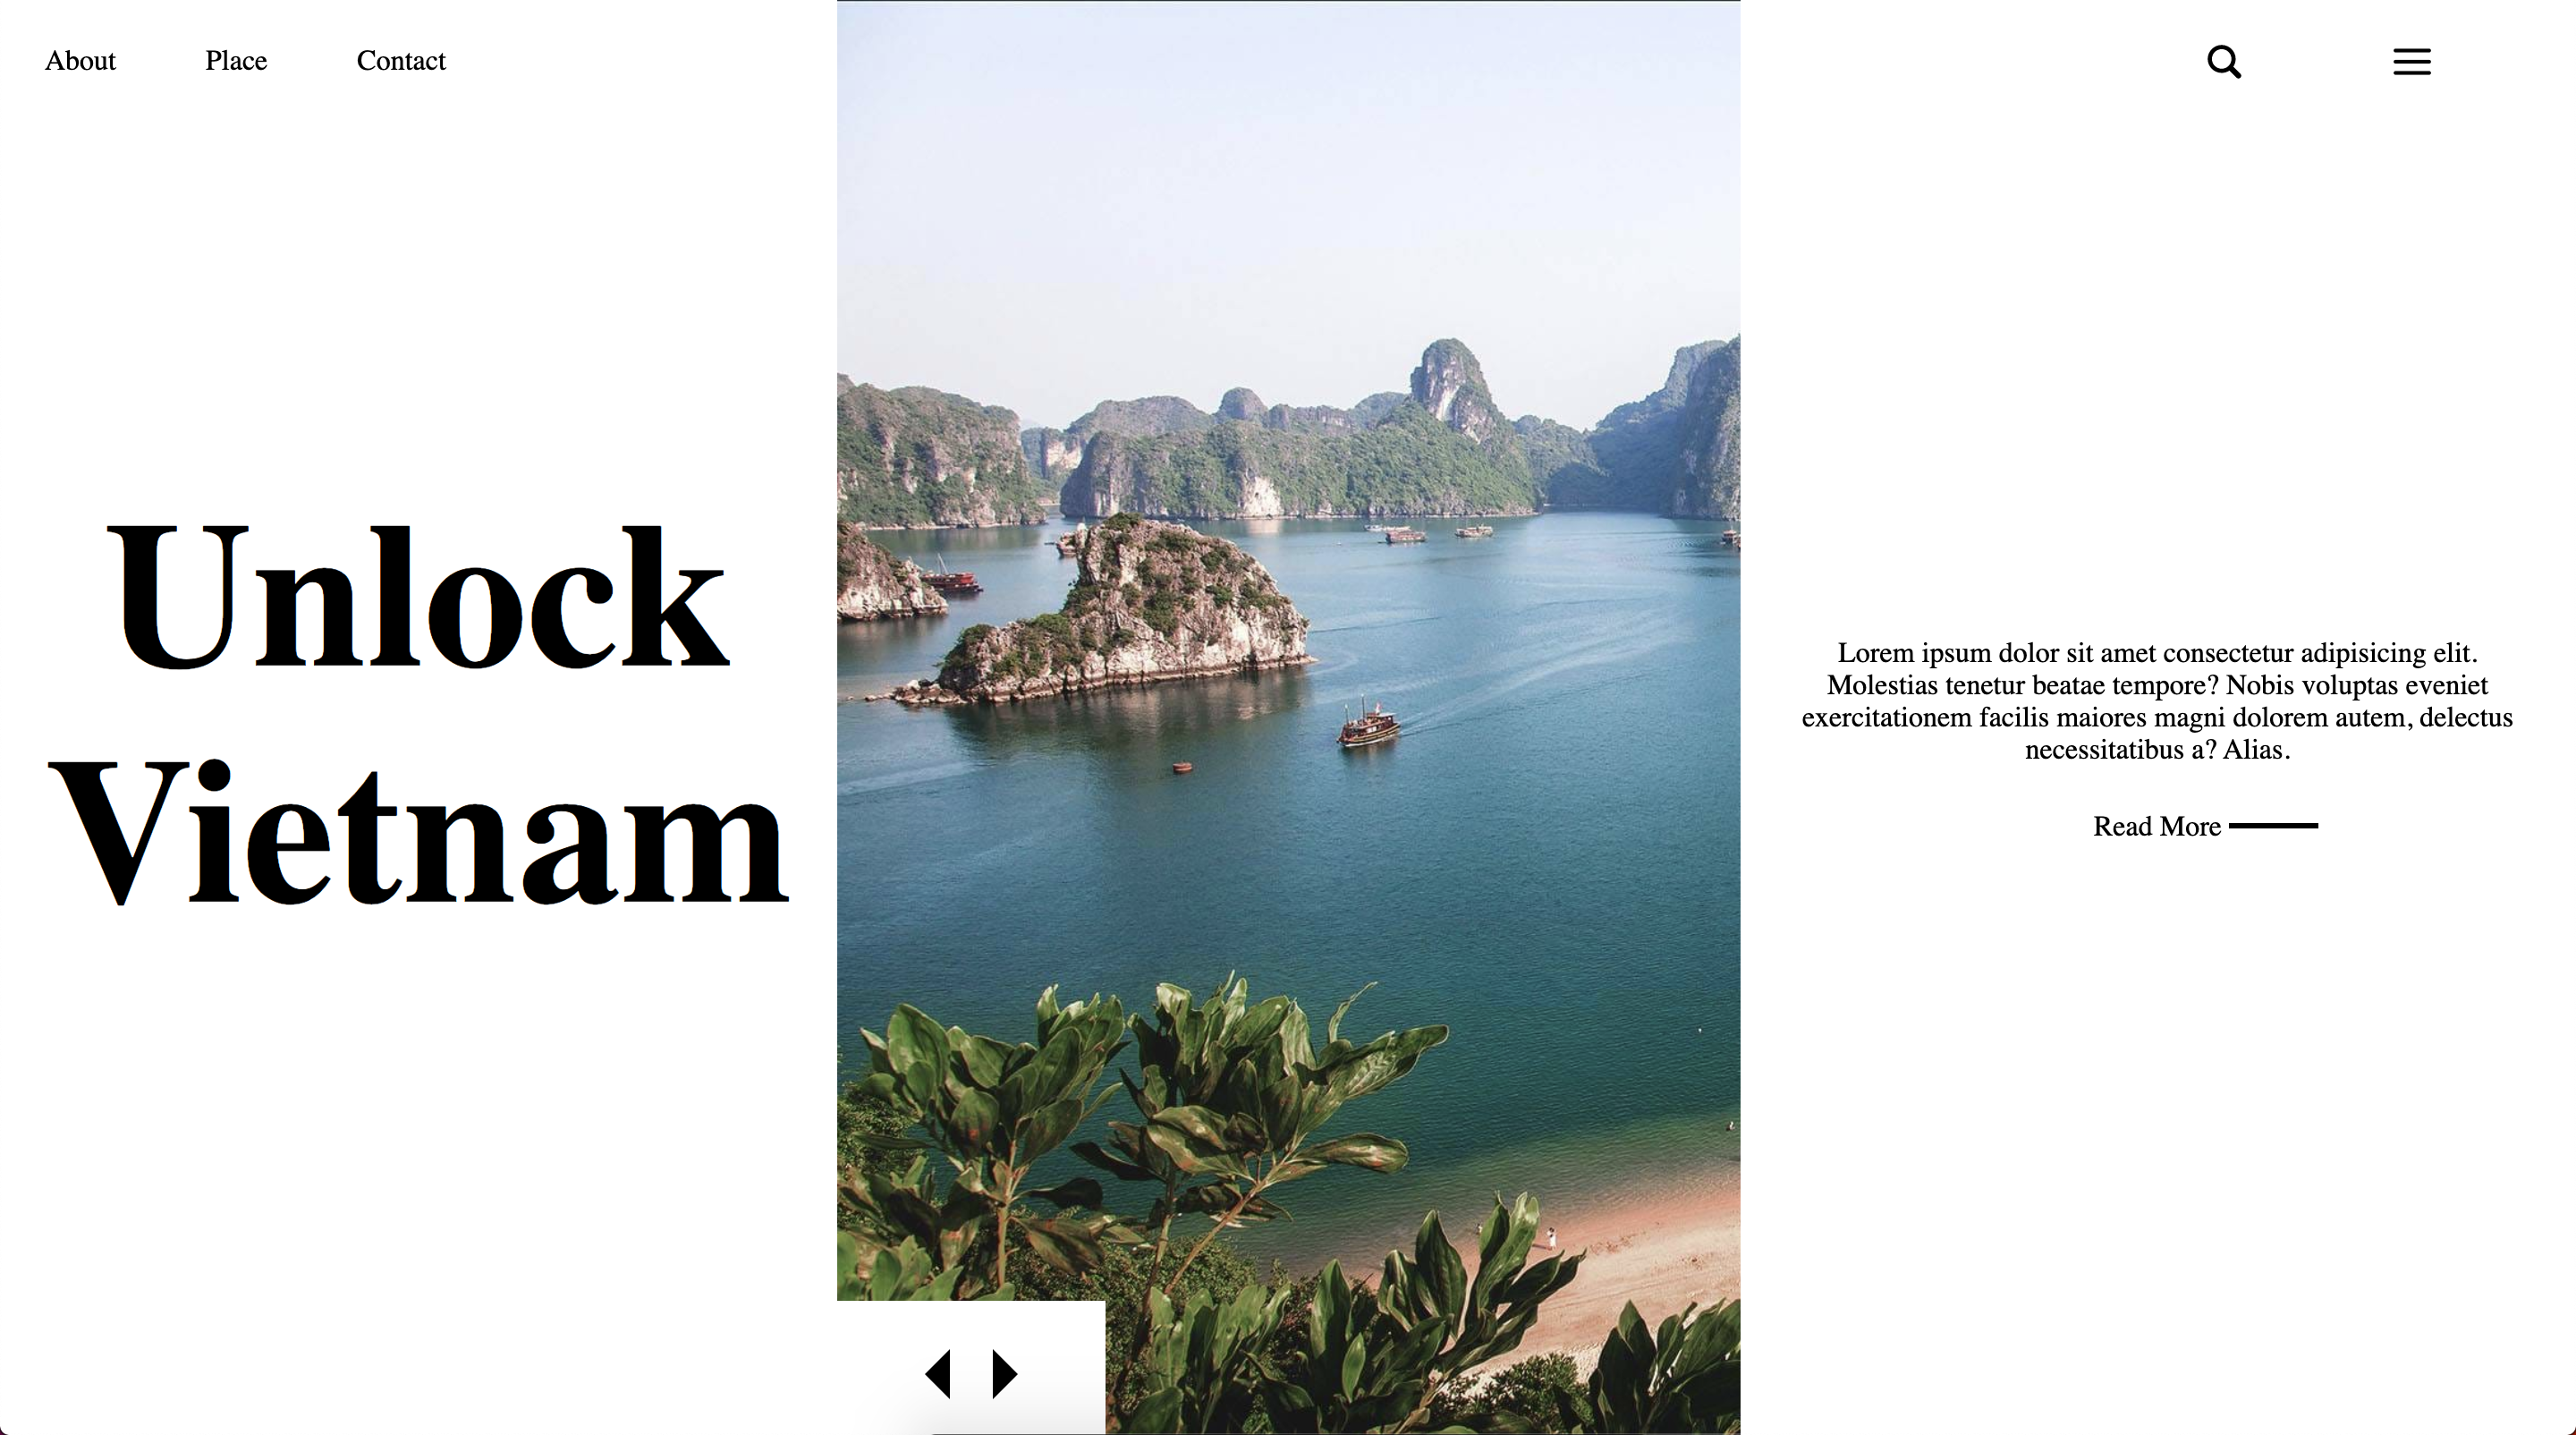 About Place Contact
Unlock
Vietnam
Lorem ipsum dolor sit amet consectetur adipisicing elit.
Molestias tenetur beatae tempore? Nobis voluptas eveniet
exercitationem facilis maiores magni dolorem autem, delectus
necessitatibus a? Alias.
Read More